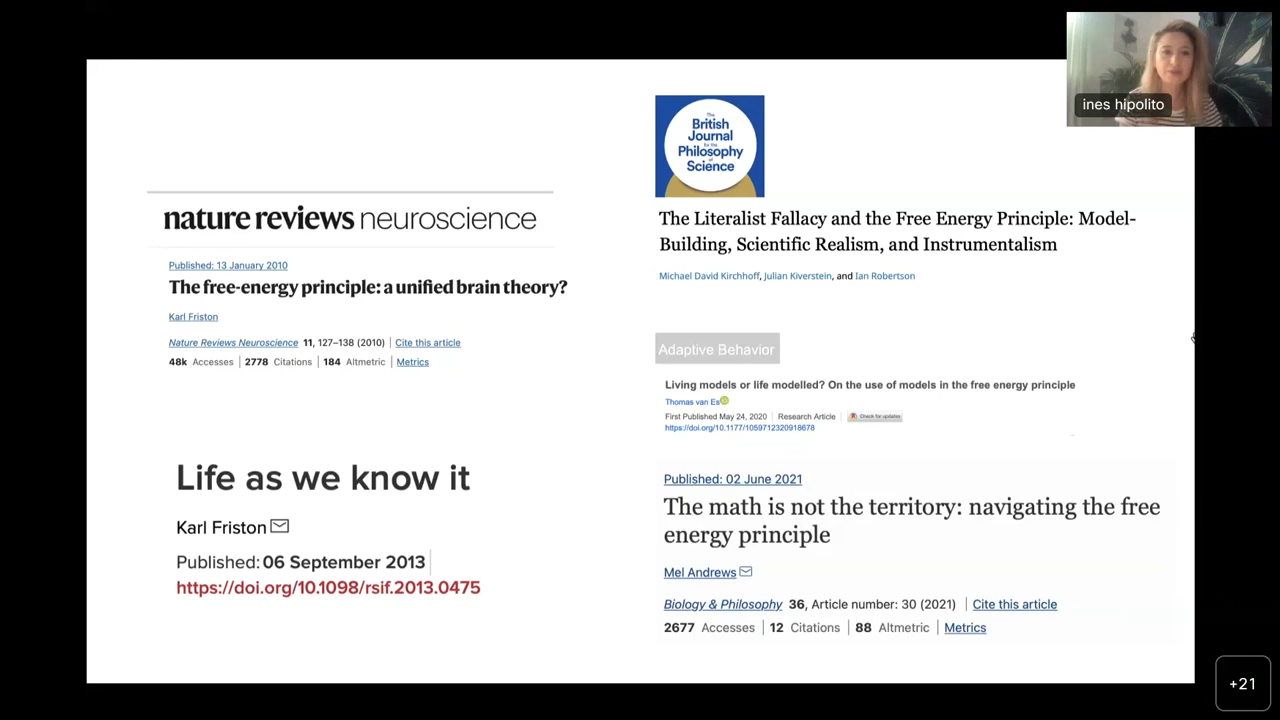 ines hipolito
nature reviews neuroscience
Published: 13 January 2010
The free-energy principle: a unified brain theory?
Karl Friston
Nature Reviews Neuroscience 11, 127–138 (2010) | Cite this article
48k Accesses | 2778 Citations | 184 Altmetric | Metrics
Life as we know it
Karl Friston
Published: 06 September 2013
https://doi.org/10.1098/rsif.2013.0475
The
British
Journal
for the
Philosophy
of
Science
The Literalist Fallacy and the Free Energy Principle: Model-
Building, Scientific Realism, and Instrumentalism
Michael David Kirchhoff, Julian Kiverstein, and Ian Robertson
Adaptive Behavior
Living models or life modelled? On the use of models in the free energy principle
Thomas van Es
First Published May 24, 2020 | Research Article | Check for updates
https://doi.org/10.1177/1059712320918678
Published: 02 June 2021
The math is not the territory: navigating the free
energy principle
Mel Andrews
Biology & Philosophy 36, Article number: 30 (2021) | Cite this article
2677 Accesses | 12 Citations | 88 Altmetric | Metrics
+21